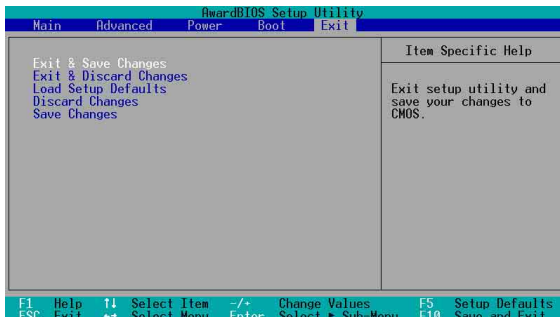 AwardBIOS Setup Utility
Main Advanced Power Boot Exit
Item Specific Help
Exit & Save Changes
Exit & Discard Changes
Load Setup Defaults
Discard Changes
Save Changes
Exit setup utility and
save your changes to
CMOS.
F1 Help ↑↓ Select Item -/+ Change Values F5 Setup Defaults
ESC Exit ←→ Select Menu Enter Select ► Sub-Menu F10 Save and Exit